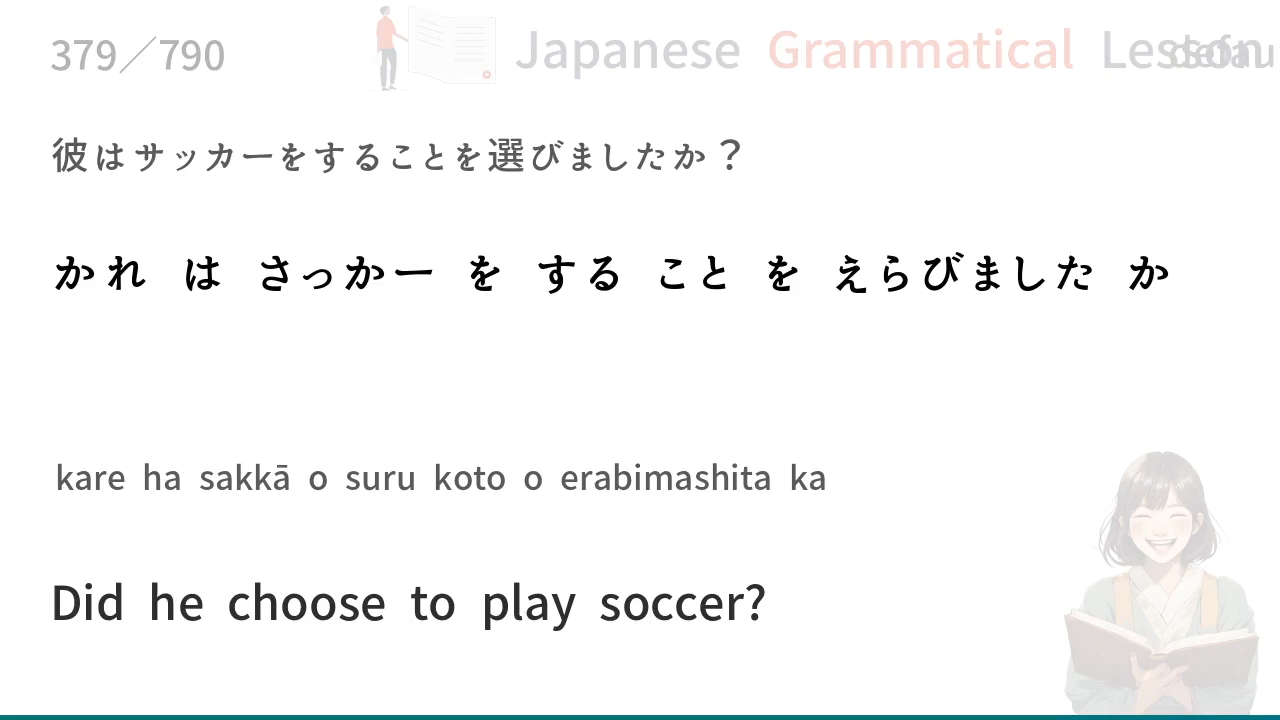 379／790
Japanese Grammatical Lesson
彼はサッカーをすることを選びましたか？
かれ は さっかー を する こと を えらびました か
kare ha sakkā o suru koto o erabimashita ka
Did he choose to play soccer?